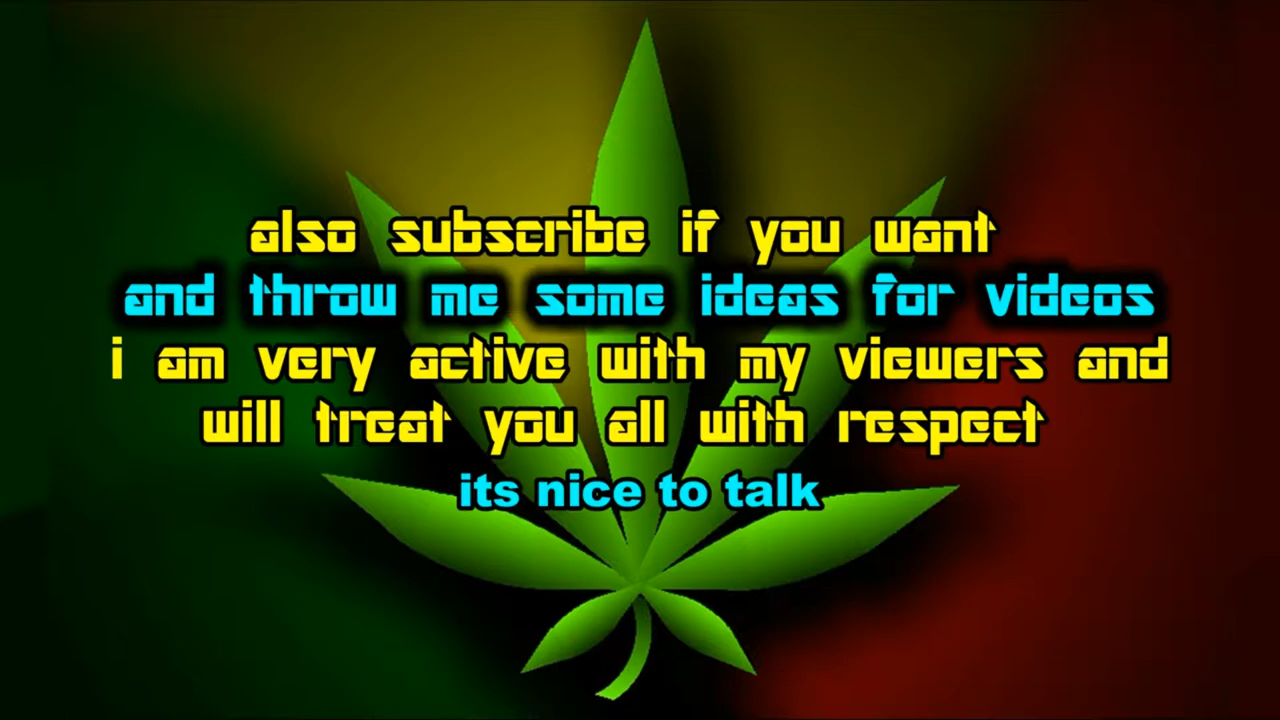 also subscribe if you want
and throw me some ideas for videos
i am very active with my viewers and
will treat you all with respect
its nice to talk